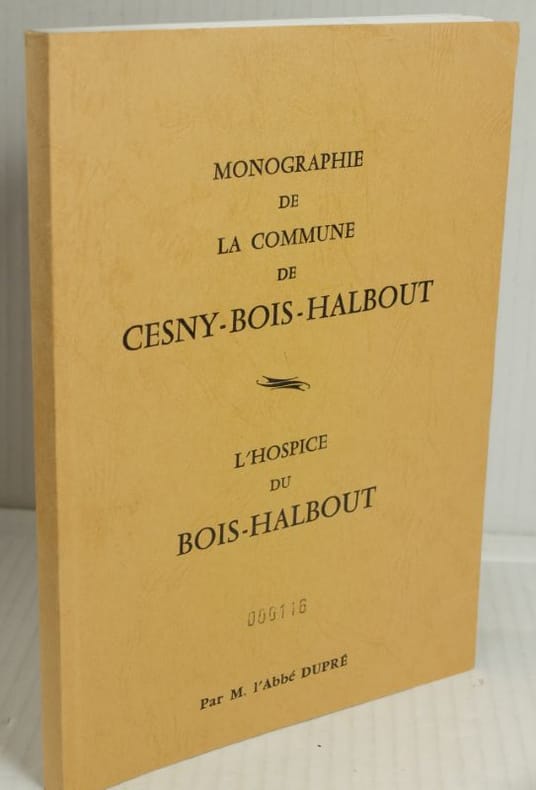 MONOGRAPHIE
DE
LA COMMUNE
DE
CESNY-BOIS-HALBOUT
L'HOSPICE
DU
BOIS-HALBOUT
000116
Par M. l'Abbé DUPRÉ